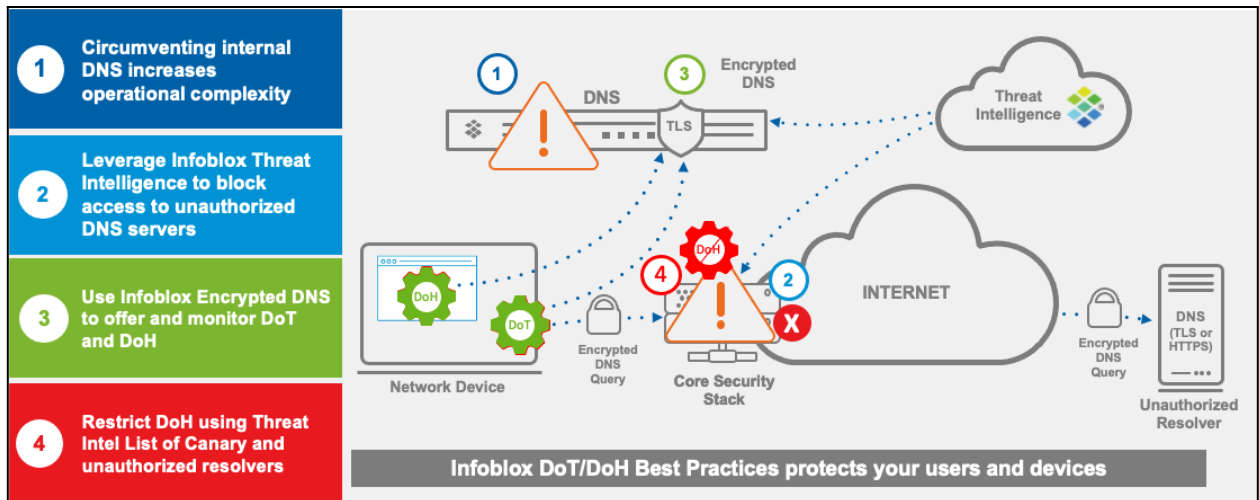 1
Circumventing internal
DNS increases
operational complexity
2
Leverage Infoblox Threat
Intelligence to block
access to unauthorized
DNS servers
3
Use Infoblox Encrypted DNS
to offer and monitor DoT
and DoH
4
Restrict DoH using Threat
Intel List of Canary and
unauthorized resolvers
1
DNS
3
Encrypted
DNS
TLS
Threat
Intelligence
DoH
DoT
Network Device
Encrypted
DNS
Query
4
DoH
2
X
Core Security
Stack
INTERNET
Encrypted
DNS
Query
DNS
(TLS or
HTTPS)
Unauthorized
Resolver
Infoblox DoT/DoH Best Practices protects your users and devices